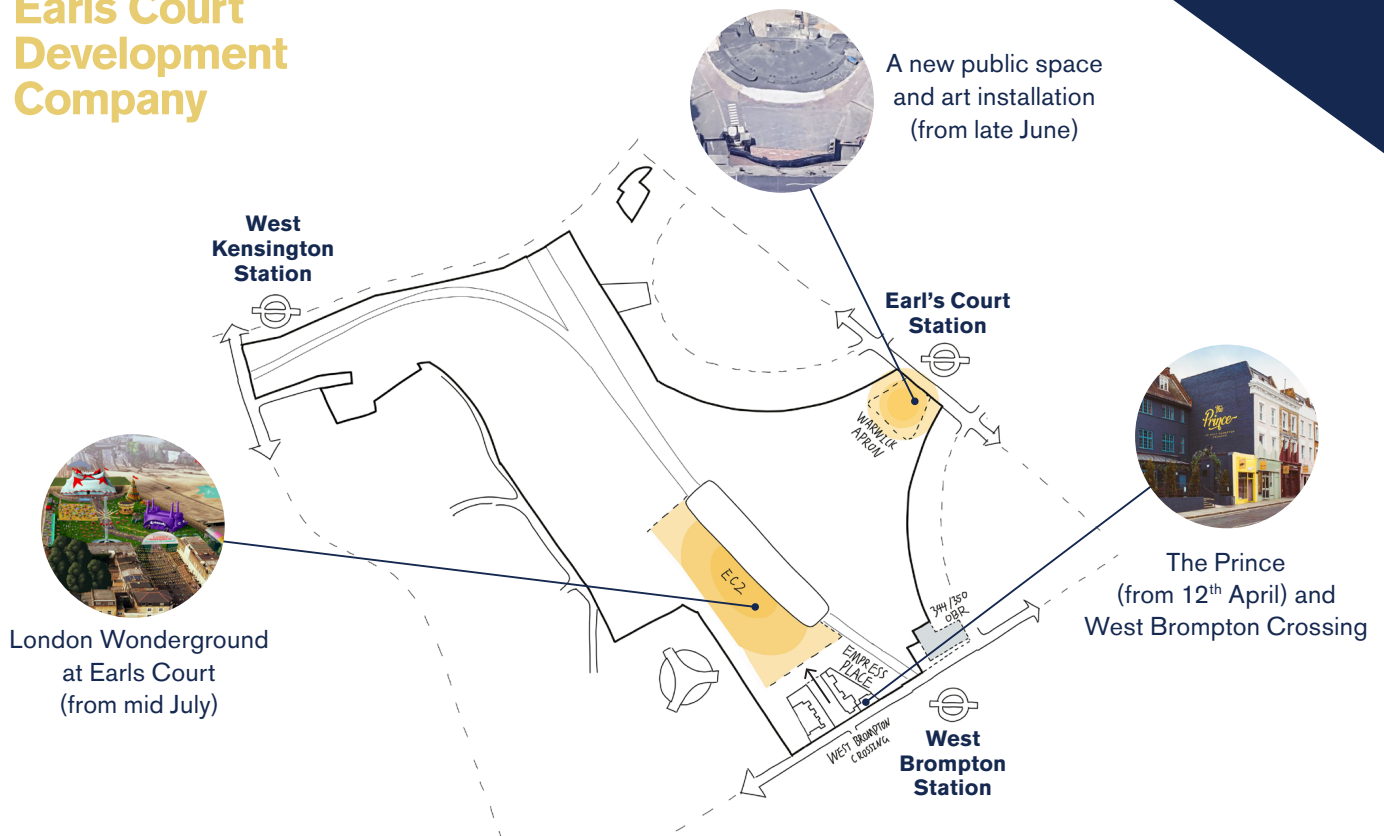 Earls Court
Development
Company
A new public space
and art installation
(from late June)
West
Kensington
Station
Earl's Court
Station
WARWICK
APRON
The
Prince
The Prince
(from 12th April) and
West Brompton Crossing
EC2
344/350
OBR
London Wonderground
at Earls Court
(from mid July)
EMPRESS
PLACE
WEST BROMPTON
CROSSING
West
Brompton
Station